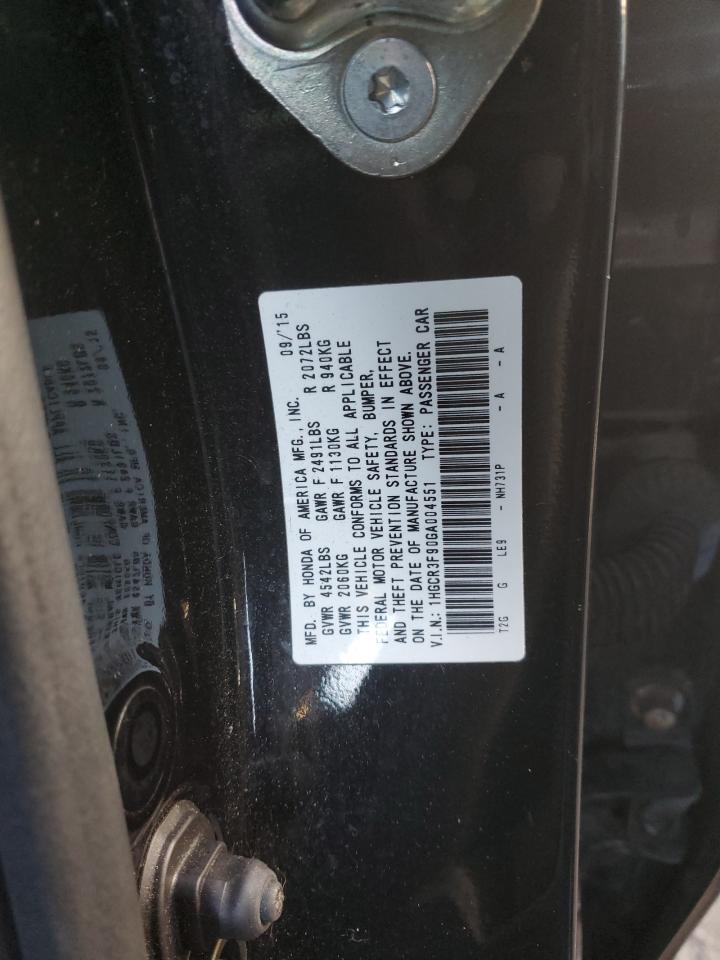 MFD. BY HONDA OF AMERICA MFG., INC. 09/'15
GVWR 4542LBS GAWR F 2491LBS R 2072LBS
GVWR 2060KG GAWR F 1130KG R 940KG
THIS VEHICLE CONFORMS TO ALL APPLICABLE
FEDERAL MOTOR VEHICLE SAFETY, BUMPER,
AND THEFT PREVENTION STANDARDS IN EFFECT
ON THE DATE OF MANUFACTURE SHOWN ABOVE.
V.I.N.: 1HGCR3F90GA004551 TYPE: PASSENGER CAR
T2G G LE9 - NH731P - A - A